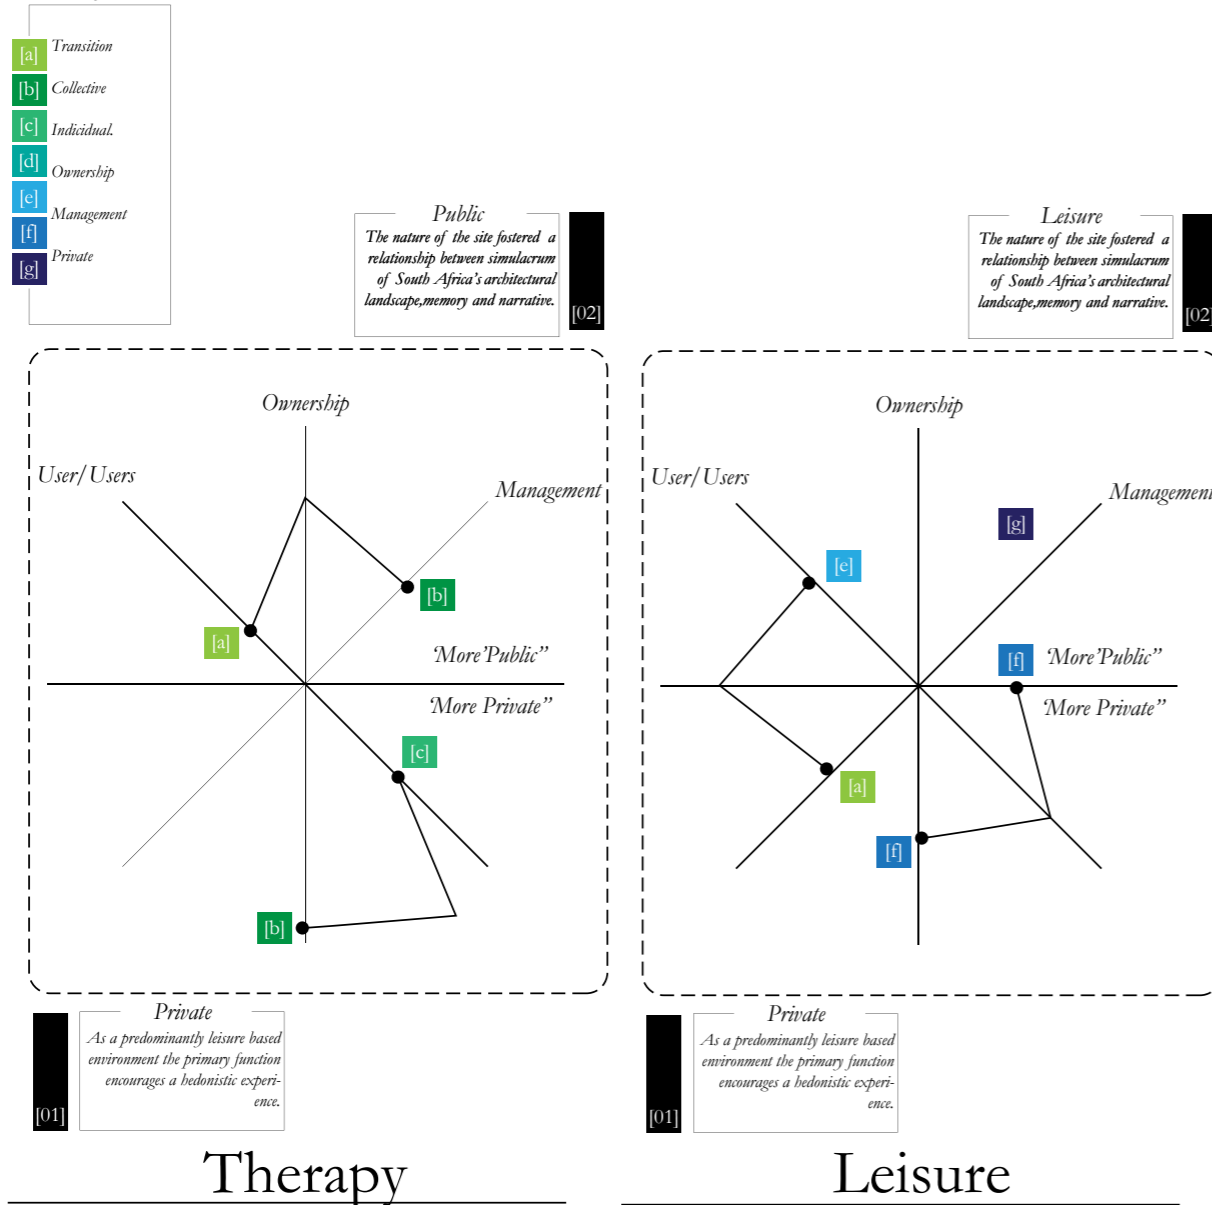 [a] Transition
[b] Collective
[c] Indicidual.
[d] Ownership
[e] Management
[f] Private
[g]
Public
The nature of the site fostered a
relationship between simulacrum
of South Africa's architectural
landscape,memory and narrative.
[02]
Leisure
The nature of the site fostered a
relationship between simulacrum
of South Africa's architectural
landscape,memory and narrative.
[02]
Ownership
User/Users
Management
[b]
[a]
'More'Public"
'More Private"
[c]
[b]
Ownership
User/Users
Management
[g]
[e]
[f]
'More'Public"
'More Private"
[a]
[f]
Private
As a predominantly leisure based
environment the primary function
encourages a hedonistic experi-
ence.
[01]
Private
As a predominantly leisure based
environment the primary function
encourages a hedonistic experi-
ence.
[01]
Therapy
Leisure